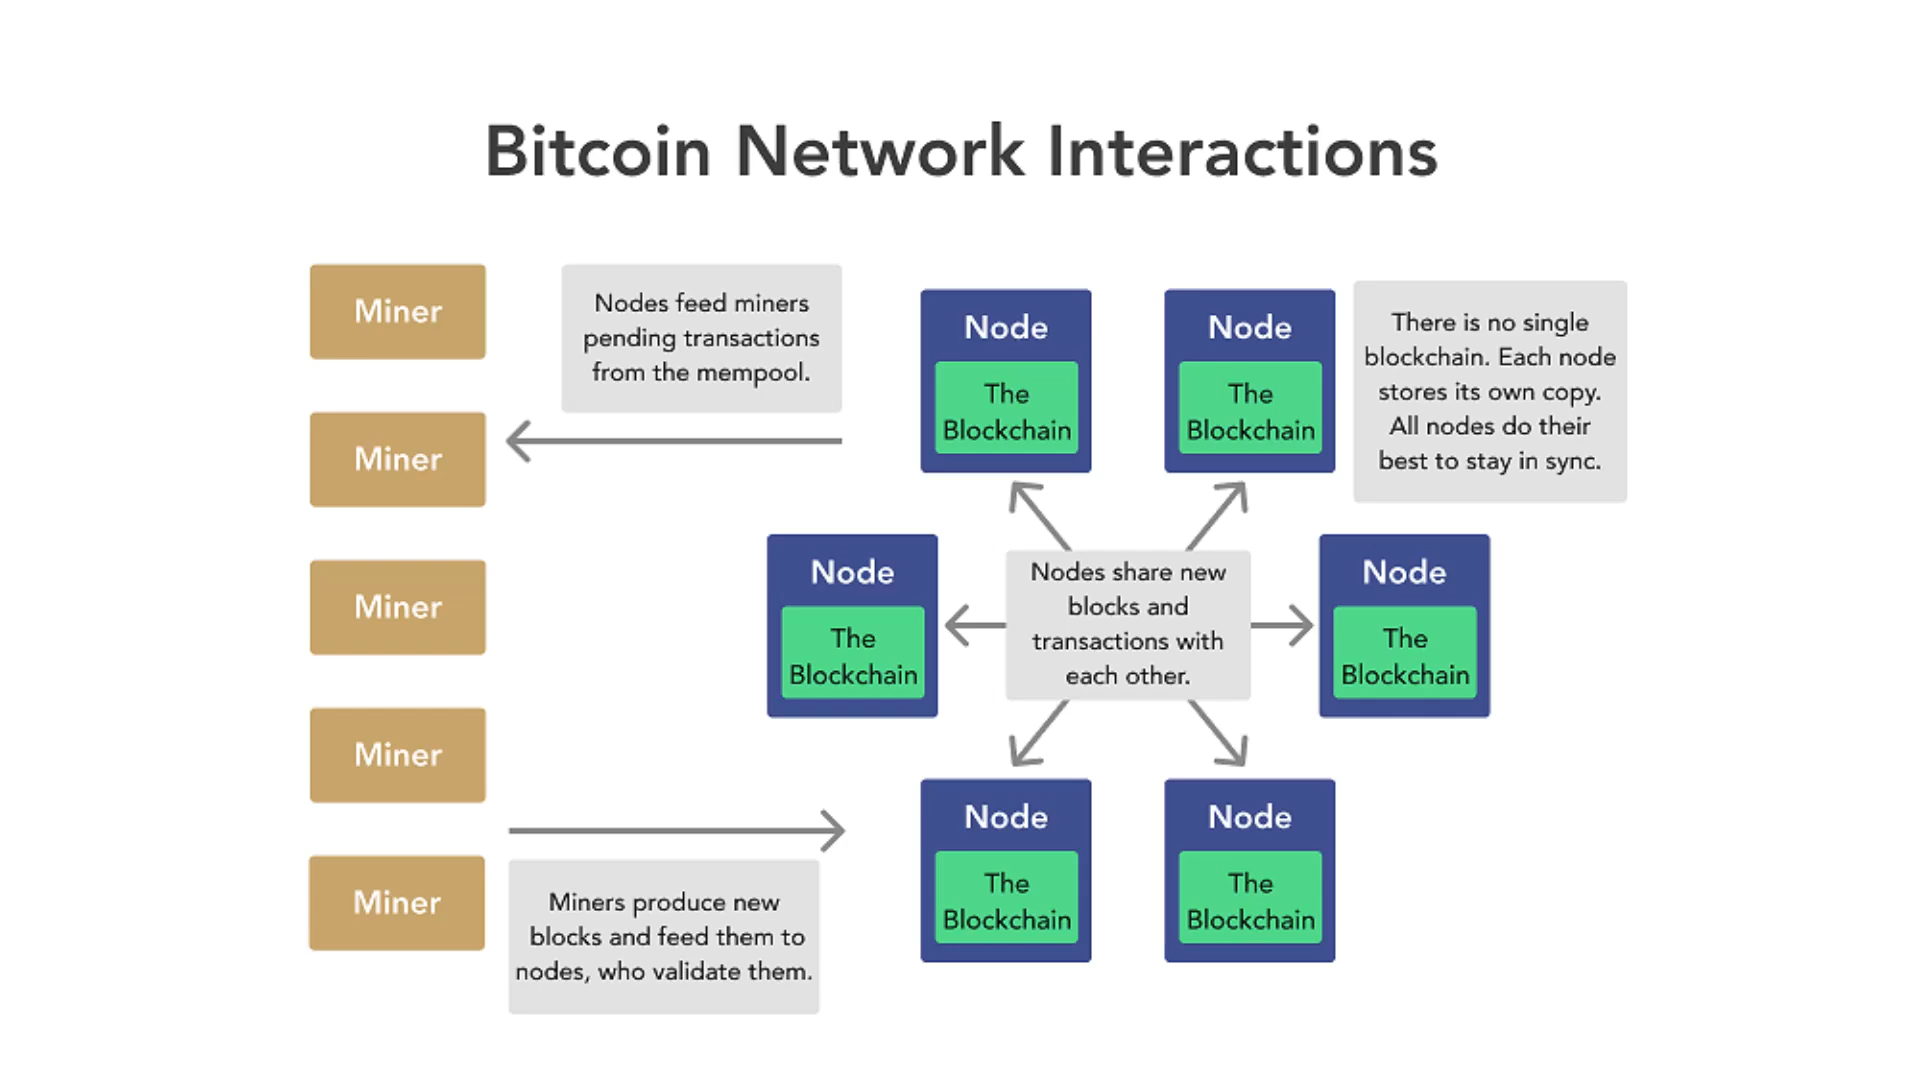 Bitcoin Network Interactions
Miner
Miner
Miner
Miner
Miner
Nodes feed miners
pending transactions
from the mempool.
Miners produce new
blocks and feed them to
nodes, who validate them.
Node
The
Blockchain
Node
The
Blockchain
There is no single
blockchain. Each node
stores its own copy.
All nodes do their
best to stay in sync.
Node
The
Blockchain
Nodes share new
blocks and
transactions with
each other.
Node
The
Blockchain
Node
The
Blockchain
Node
The
Blockchain